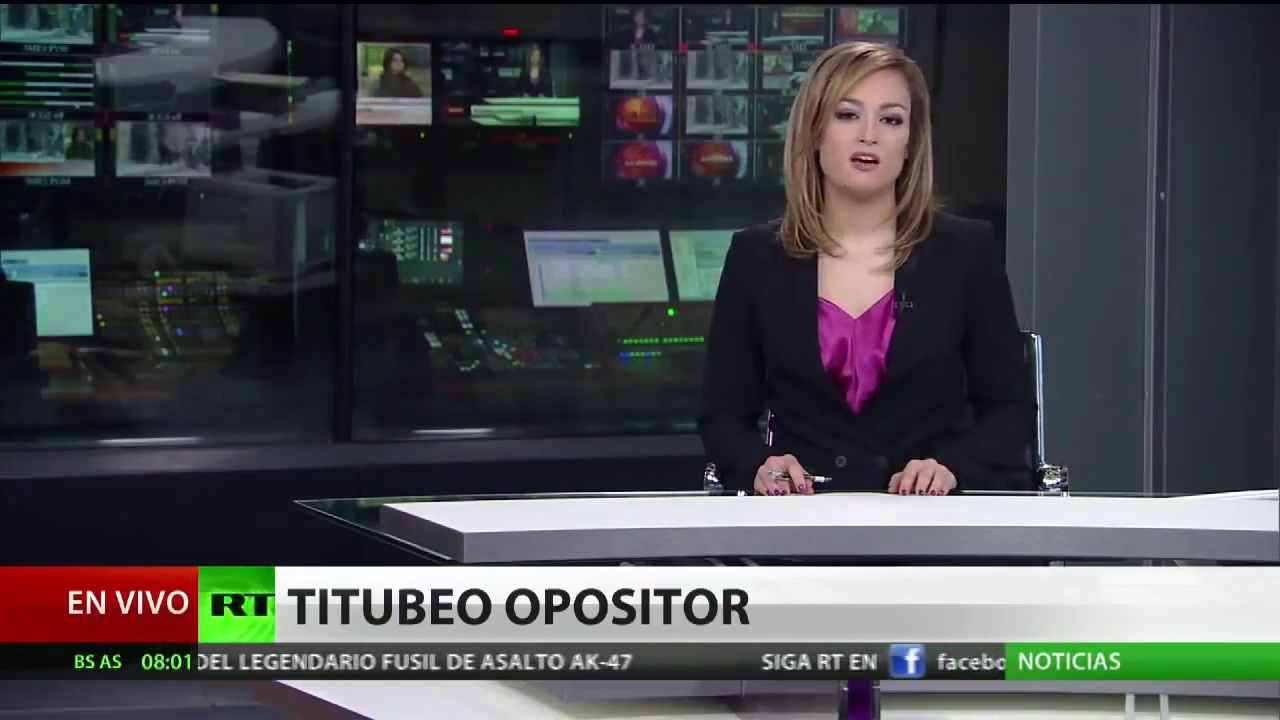 EN VIVO RT TITUBEO OPOSITOR
BS AS 08:01 DEL LEGENDARIO FUSIL DE ASALTO AK-47 SIGA RT EN f facebo NOTICIAS